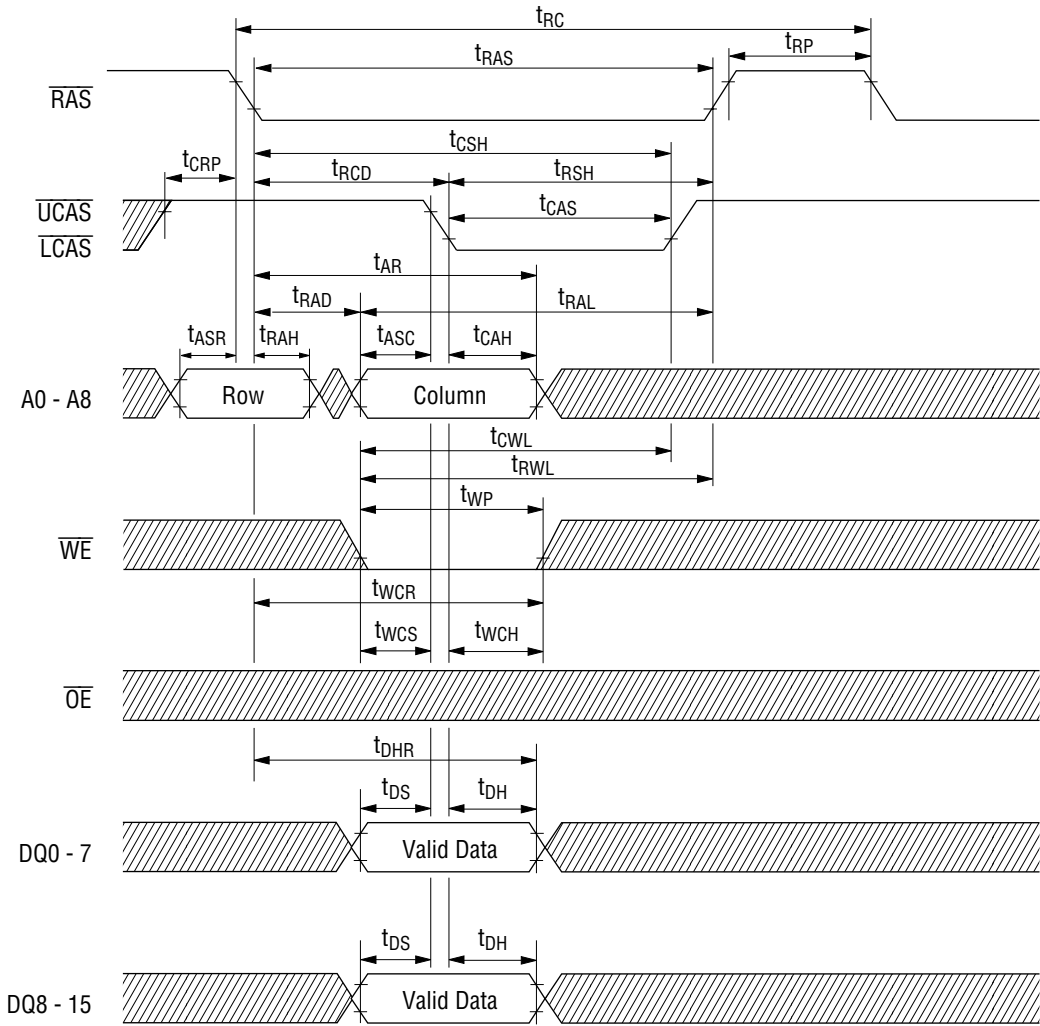 tRC
tRP
tRAS
RAS
tCSH
tCRP
tRCD
tRSH
UCAS
tCAS
LCAS
tAR
tRAD
tRAL
tASR
tRAH
tASC
tCAH
A0 - A8
Row
Column
tCWL
tRWL
tWP
WE
tWCR
tWCS
tWCH
OE
tDHR
tDS
tDH
DQ0 - 7
Valid Data
tDS
tDH
DQ8 - 15
Valid Data